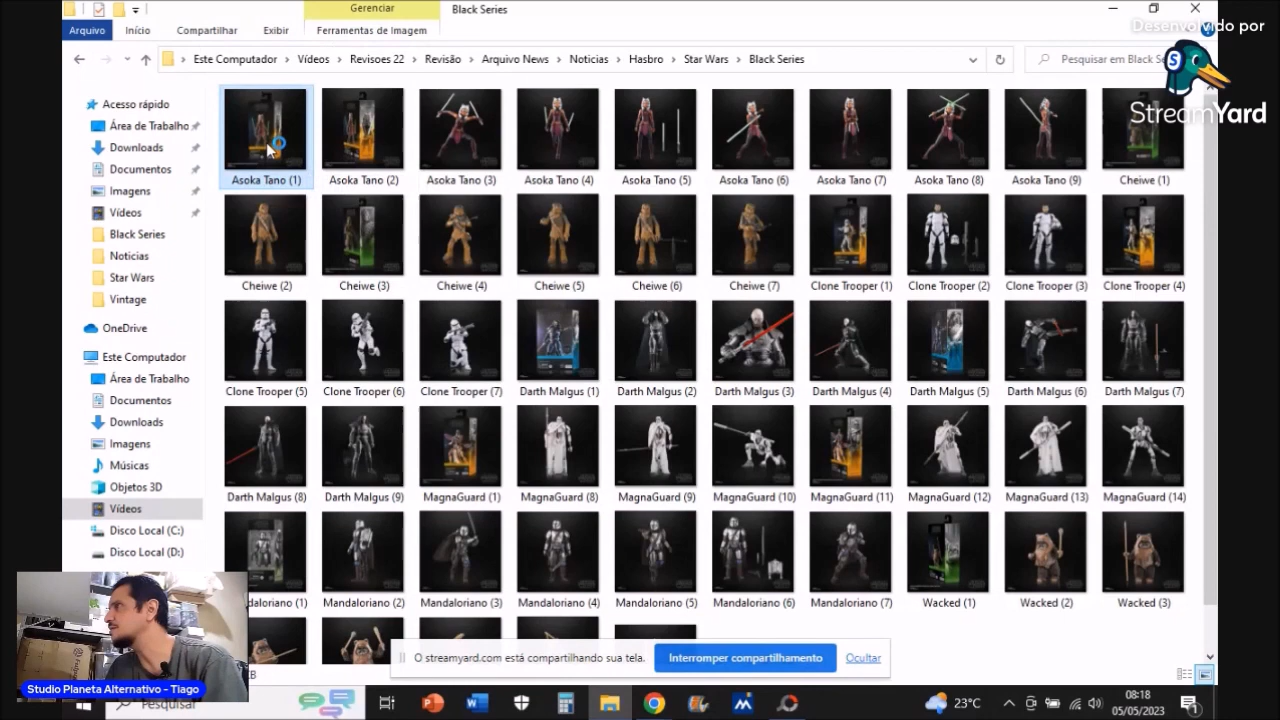 Gerenciar
Black Series
Desenvolvido por
StreamYard
Arquivo
Início
Compartilhar
Exibir
Ferramentas de Imagem
Este Computador
Vídeos
Revisoes 22
Revisão
Arquivo News
Noticias
Hasbro
Star Wars
Black Series
Pesquisar em Black Se
Acesso rápido
Área de Trabalho
Downloads
Documentos
Imagens
Vídeos
Black Series
Noticias
Star Wars
Vintage
OneDrive
Este Computador
Área de Trabalho
Documentos
Downloads
Imagens
Músicas
Objetos 3D
Vídeos
Disco Local (C:)
Disco Local (D:)
Asoka Tano (1)
Asoka Tano (2)
Asoka Tano (3)
Asoka Tano (4)
Asoka Tano (5)
Asoka Tano (6)
Asoka Tano (7)
Asoka Tano (8)
Asoka Tano (9)
Cheiwe (1)
Cheiwe (2)
Cheiwe (3)
Cheiwe (4)
Cheiwe (5)
Cheiwe (6)
Cheiwe (7)
Clone Trooper (1)
Clone Trooper (2)
Clone Trooper (3)
Clone Trooper (4)
Clone Trooper (5)
Clone Trooper (6)
Clone Trooper (7)
Darth Malgus (1)
Darth Malgus (2)
Darth Malgus (3)
Darth Malgus (4)
Darth Malgus (5)
Darth Malgus (6)
Darth Malgus (7)
Darth Malgus (8)
Darth Malgus (9)
MagnaGuard (1)
MagnaGuard (8)
MagnaGuard (9)
MagnaGuard (10)
MagnaGuard (11)
MagnaGuard (12)
MagnaGuard (13)
MagnaGuard (14)
ndaloriano (1)
Mandaloriano (2)
Mandaloriano (3)
Mandaloriano (4)
Mandaloriano (5)
Mandaloriano (6)
Mandaloriano (7)
Wacked (1)
Wacked (2)
Wacked (3)
O streamyard.com está compartilhando sua tela.
Interromper compartilhamento
Ocultar
Studio Planeta Alternativo - Tiago
Pesquisar
23°C
08:18
05/05/2023